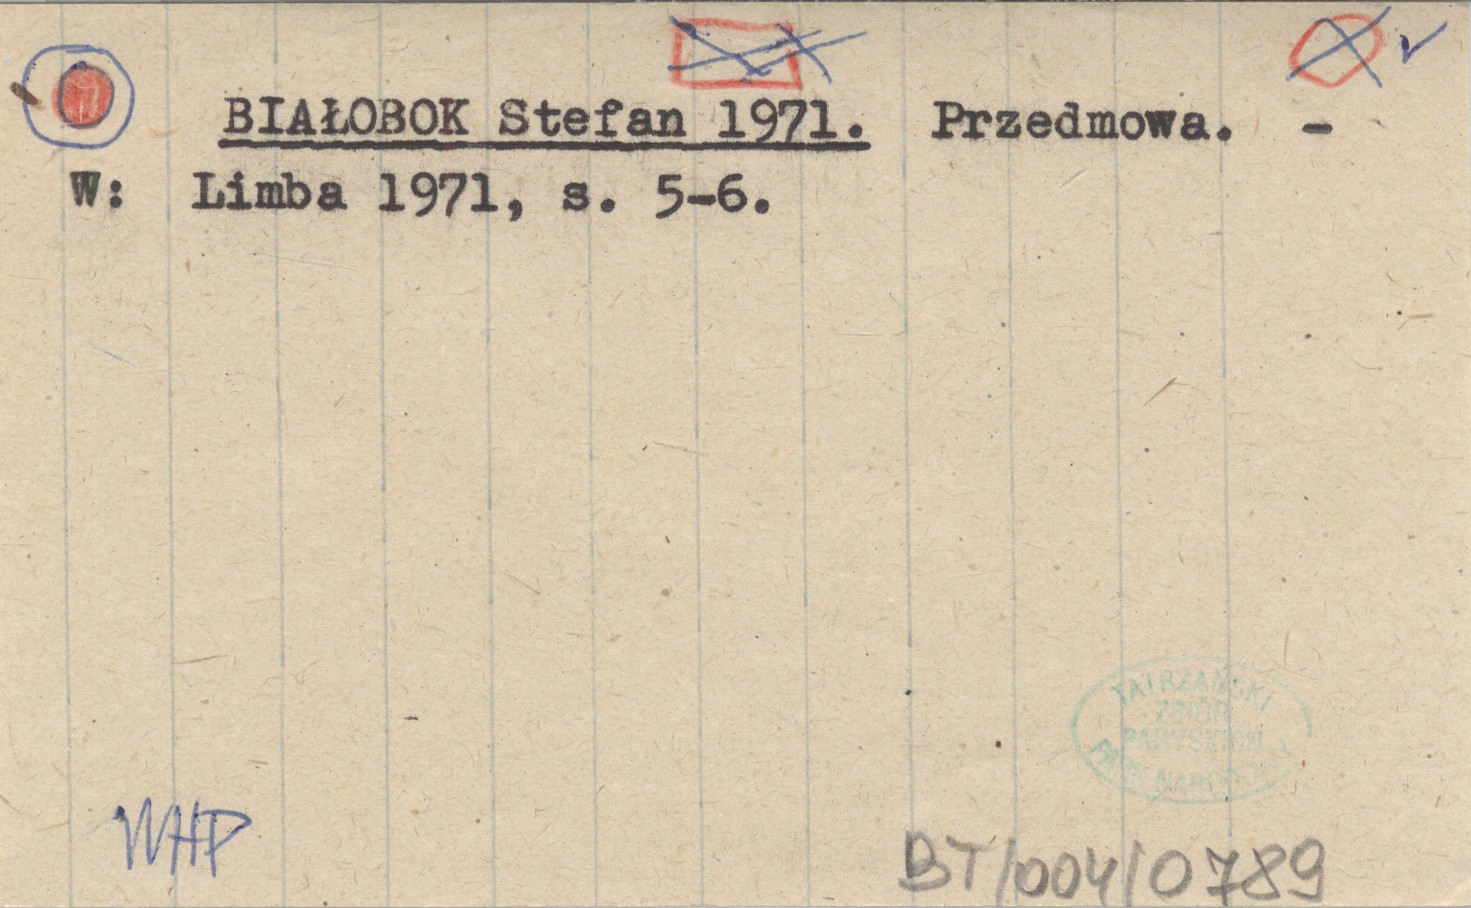 BIAŁOBOK Stefan 1971. Przedmowa. -
W: Limba 1971, s. 5-6.
TATRZAŃSKI
ZBIÓR
PARYSKICH
PARK NARODOWY
WHP
BT/004/0789